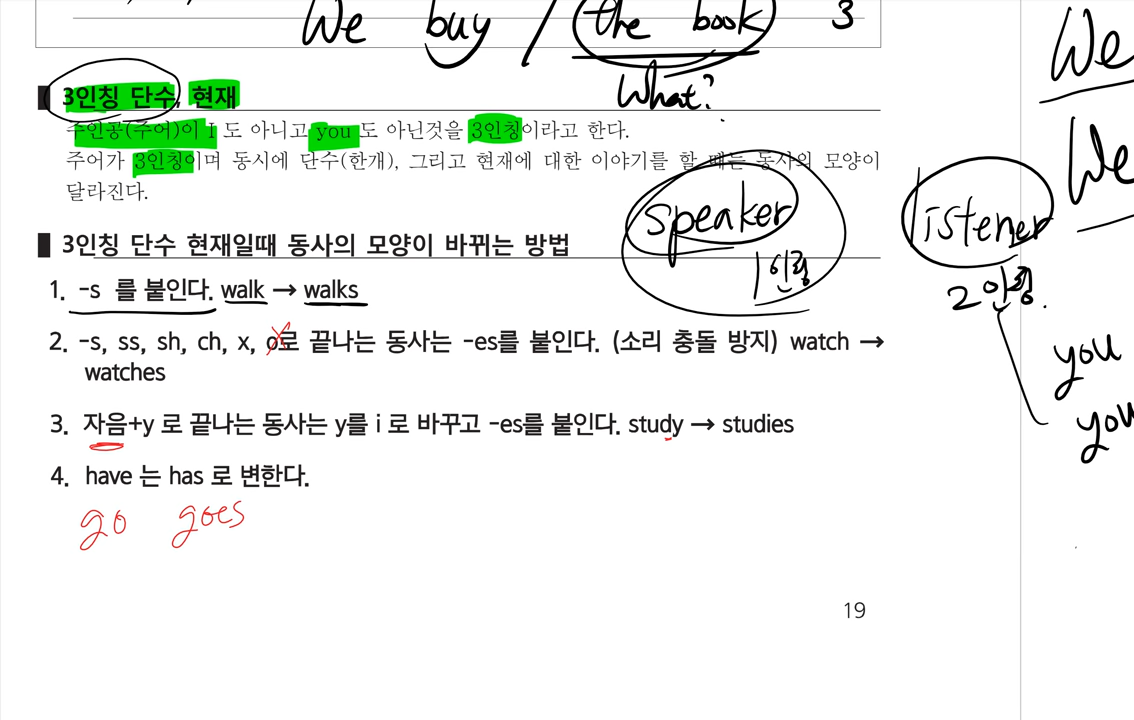 We buy / the book 3
What?
We
3인칭 단수, 현재
주인공(주어)이 I 도 아니고 you 도 아닌것을 3인칭이라고 한다.
주어가 3인칭이며 동시에 단수(한개), 그리고 현재에 대한 이야기를 할 때는 동사의 모양이
달라진다.
We
speaker
1인칭
listener
2인칭.
you
you
3인칭 단수 현재일때 동사의 모양이 바뀌는 방법
1. -s 를 붙인다. walk → walks
2. -s, ss, sh, ch, x, o로 끝나는 동사는 -es를 붙인다. (소리 충돌 방지) watch →
watches
3. 자음+y 로 끝나는 동사는 y를 i 로 바꾸고 -es를 붙인다. study → studies
4. have 는 has 로 변한다.
go goes
19